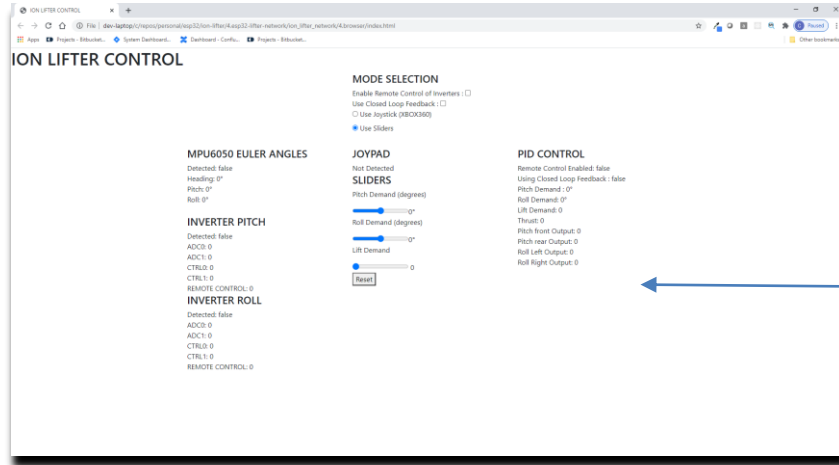 ION LIFTER CONTROL
File | dev-laptop/c/repos/personal/esp32/ion-lifter/4.esp32-lifter-network/ion_lifter_network/4.browser/index.html
Paused
Apps Projects - Bitbucket... System Dashboard... Dashboard - Conflu... Projects - Bitbucket... Other bookmarks
ION LIFTER CONTROL
MODE SELECTION
Enable Remote Control of Inverters :
Use Closed Loop Feedback :
Use Joystick (XBOX360)
Use Sliders
MPU6050 EULER ANGLES
Detected: false
Heading: 0°
Pitch: 0°
Roll: 0°
INVERTER PITCH
Detected: false
ADC0: 0
ADC1: 0
CTRL0: 0
CTRL1: 0
REMOTE CONTROL: 0
INVERTER ROLL
Detected: false
ADC0: 0
ADC1: 0
CTRL0: 0
CTRL1: 0
REMOTE CONTROL: 0
JOYPAD
Not Detected
SLIDERS
Pitch Demand (degrees)
0°
Roll Demand (degrees)
0°
Lift Demand
0
Reset
PID CONTROL
Remote Control Enabled: false
Using Closed Loop Feedback : false
Pitch Demand : 0°
Roll Demand: 0°
Lift Demand: 0
Thrust: 0
Pitch front Output: 0
Pitch rear Output: 0
Roll Left Output: 0
Roll Right Output: 0